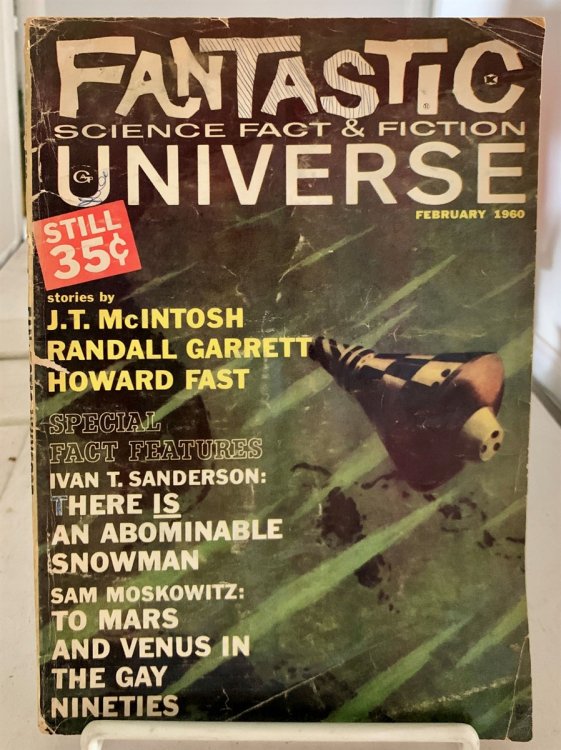 FANTASTIC
SCIENCE FACT & FICTION
UNIVERSE
FEBRUARY 1960
STILL
35¢
stories by
J.T. McINTOSH
RANDALL GARRETT
HOWARD FAST
SPECIAL
FACT FEATURES
IVAN T. SANDERSON:
THERE IS
AN ABOMINABLE
SNOWMAN
SAM MOSKOWITZ:
TO MARS
AND VENUS IN
THE GAY
NINETIES